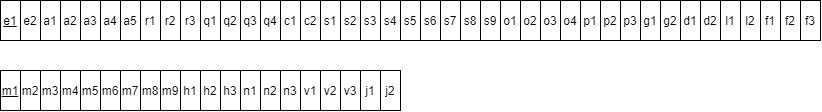 e1 e2 a1 a2 a3 a4 a5 r1 r2 r3 q1 q2 q3 q4 c1 c2 s1 s2 s3 s4 s5 s6 s7 s8 s9 o1 o2 o3 o4 p1 p2 p3 g1 g2 d1 d2 l1 l2 f1 f2 f3
m1 m2 m3 m4 m5 m6 m7 m8 m9 h1 h2 h3 n1 n2 n3 v1 v2 v3 j1 j2